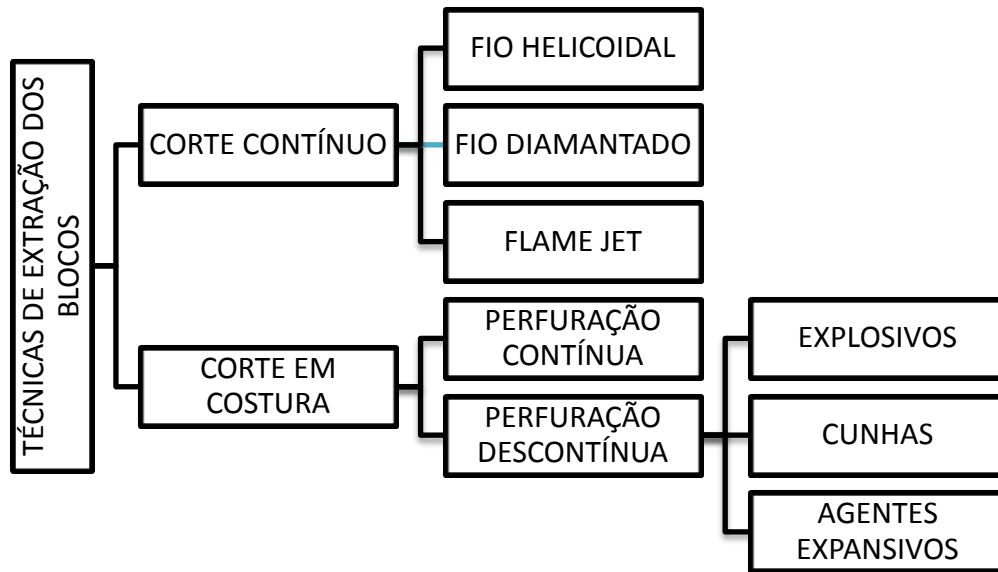 TÉCNICAS DE EXTRAÇÃO DOS
BLOCOS
CORTE CONTÍNUO
FIO HELICOIDAL
FIO DIAMANTADO
FLAME JET
CORTE EM
COSTURA
PERFURAÇÃO
CONTÍNUA
PERFURAÇÃO
DESCONTÍNUA
EXPLOSIVOS
CUNHAS
AGENTES
EXPANSIVOS